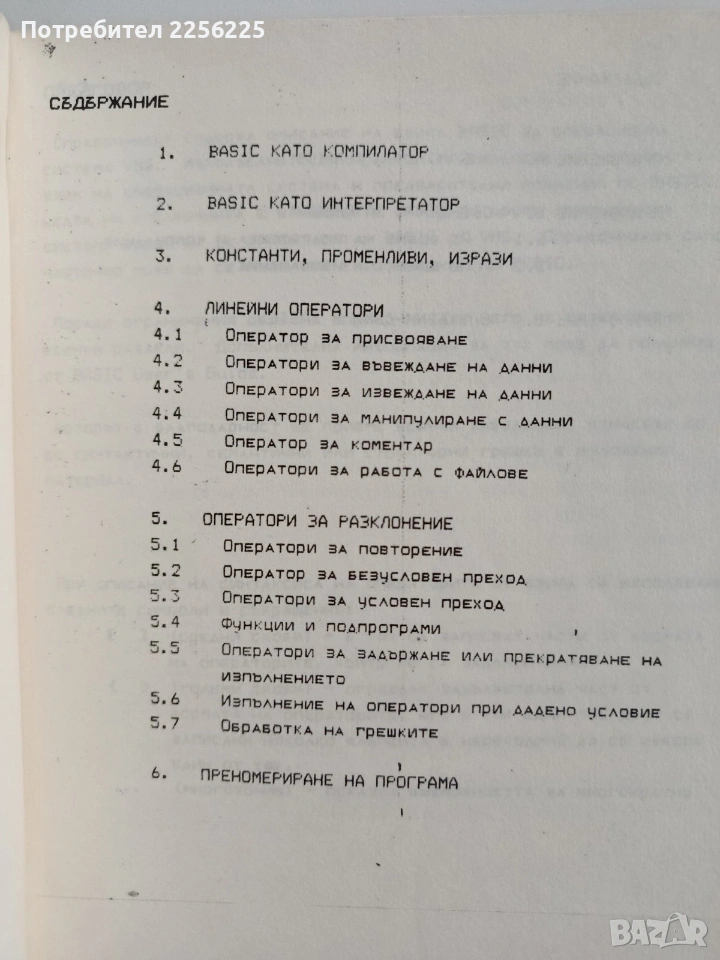 Потребител 2256225
СЪДЪРЖАНИЕ
1. BASIC КАТО КОМПИЛАТОР
2. BASIC КАТО ИНТЕРПРЕТАТОР
3. КОНСТАНТИ, ПРОМЕНЛИВИ, ИЗРАЗИ
4. ЛИНЕЙНИ ОПЕРАТОРИ
4.1 Оператор за присвояване
4.2 Оператори за въвеждане на данни
4.3 Оператори за извеждане на данни
4.4 Оператори за манипулиране с данни
4.5 Оператор за коментар
4.6 Оператори за работа с файлове
5. ОПЕРАТОРИ ЗА РАЗКЛОНЕНИЕ
5.1 Оператори за повторение
5.2 Оператор за безусловен преход
5.3 Оператори за условен преход
5.4 Функции и подпрограми
5.5 Оператори за задържане или прекратяване на
изпълнението
5.6 Изпълнение на оператори при дадено условие
5.7 Обработка на грешките
6. ПРЕНОМЕРИРАНЕ НА ПРОГРАМА
BAZAR